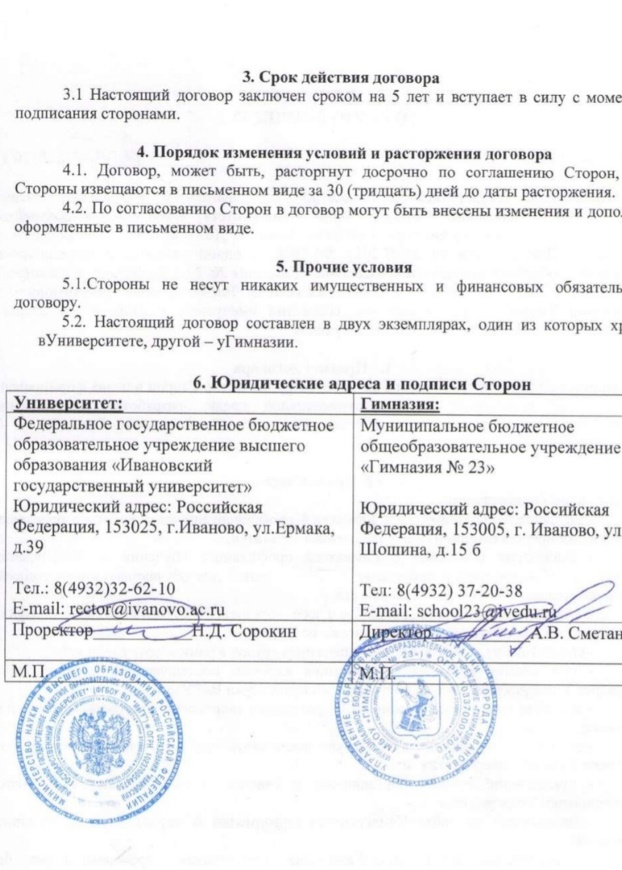 3. Срок действия договора
3.1 Настоящий договор заключен сроком на 5 лет и вступает в силу с моме
подписания сторонами.
4. Порядок изменения условий и расторжения договора
4.1. Договор, может быть, расторгнут досрочно по соглашению Сторон,
Стороны извещаются в письменном виде за 30 (тридцать) дней до даты расторжения.
4.2. По согласованию Сторон в договор могут быть внесены изменения и допол
оформленные в письменном виде.
5. Прочие условия
5.1.Стороны не несут никаких имущественных и финансовых обязатель
договору.
5.2. Настоящий договор составлен в двух экземплярах, один из которых хр
вУниверситете, другой – уГимназии.
6. Юридические адреса и подписи Сторон
Университет:
Федеральное государственное бюджетное
образовательное учреждение высшего
образования «Ивановский
государственный университет»
Юридический адрес: Российская
Федерация, 153025, г.Иваново, ул.Ермака,
д.39
Тел.: 8(4932)32-62-10
E-mail: rector@ivanovo.ac.ru
Проректор Н.Д. Сорокин
М.П.
Гимназия:
Муниципальное бюджетное
общеобразовательное учреждение
«Гимназия № 23»
Юридический адрес: Российская
Федерация, 153005, г. Иваново, ул
Шошина, д.15 б
Тел: 8(4932) 37-20-38
E-mail: school23@ivedu.ru
Директор А.В. Сметан
М.П.
МИНИСТЕРСТВО НАУКИ И ВЫСШЕГО ОБРАЗОВАНИЯ РОССИЙСКОЙ ФЕДЕРАЦИИ